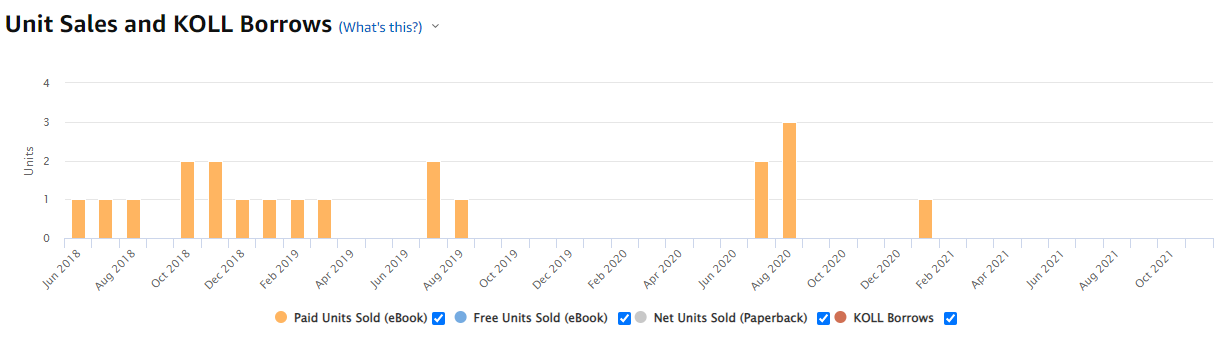 Unit Sales and KOLL Borrows (What's this?)
4
3
2
1
0
Units
Jun 2018 Aug 2018 Oct 2018 Dec 2018 Feb 2019 Apr 2019 Jun 2019 Aug 2019 Oct 2019 Dec 2019 Feb 2020 Apr 2020 Jun 2020 Aug 2020 Oct 2020 Dec 2020 Feb 2021 Apr 2021 Jun 2021 Aug 2021 Oct 2021
Paid Units Sold (eBook) Free Units Sold (eBook) Net Units Sold (Paperback) KOLL Borrows